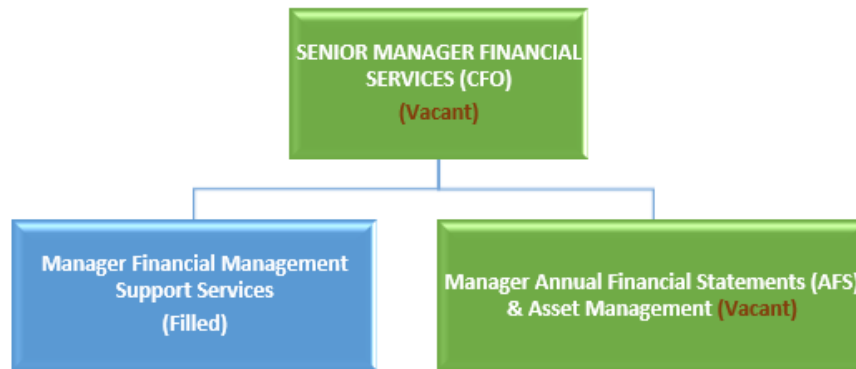 SENIOR MANAGER FINANCIAL
SERVICES (CFO)
(Vacant)
Manager Financial Management
Support Services
(Filled)
Manager Annual Financial Statements (AFS)
& Asset Management (Vacant)